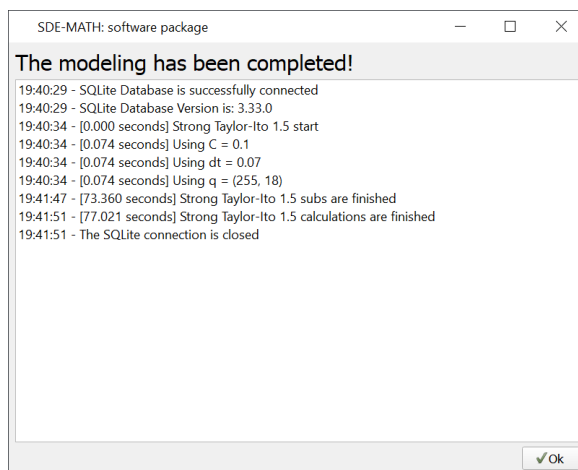 SDE-MATH: software package
The modeling has been completed!
19:40:29 - SQLite Database is successfully connected
19:40:29 - SQLite Database Version is: 3.33.0
19:40:34 - [0.000 seconds] Strong Taylor-Ito 1.5 start
19:40:34 - [0.074 seconds] Using C = 0.1
19:40:34 - [0.074 seconds] Using dt = 0.07
19:40:34 - [0.074 seconds] Using q = (255, 18)
19:41:47 - [73.360 seconds] Strong Taylor-Ito 1.5 subs are finished
19:41:51 - [77.021 seconds] Strong Taylor-Ito 1.5 calculations are finished
19:41:51 - The SQLite connection is closed
Ok